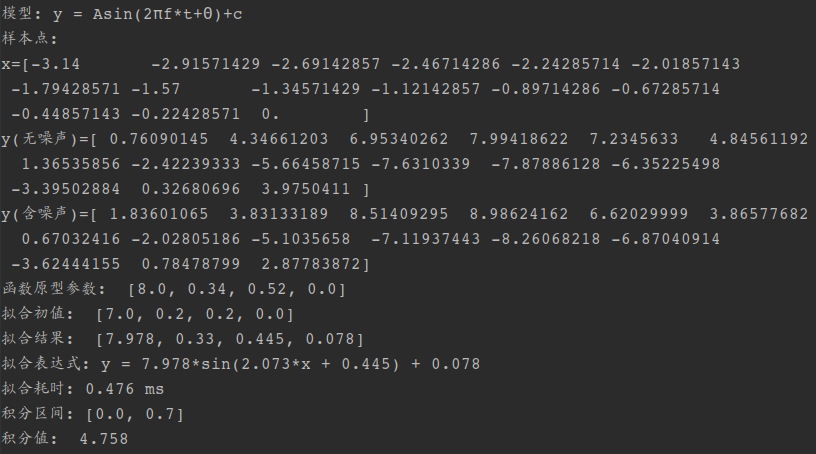 模型: y = Asin(2πf*t+θ)+c
样本点:
x=[-3.14       -2.91571429 -2.69142857 -2.46714286 -2.24285714 -2.01857143
 -1.79428571 -1.57       -1.34571429 -1.12142857 -0.89714286 -0.67285714
 -0.44857143 -0.22428571  0.        ]
y(无噪声)=[ 0.76090145  4.34661203  6.95340262  7.99418622  7.2345633   4.84561192
  1.36535856 -2.42239333 -5.66458715 -7.6310339  -7.87886128 -6.35225498
 -3.39502884  0.32680696  3.9750411 ]
y(含噪声)=[ 1.83601065  3.83133189  8.51409295  8.98624162  6.62029999  3.86577682
  0.67032416 -2.02805186 -5.1035658  -7.11937443 -8.26068218 -6.87040914
 -3.62444155  0.78478799  2.87783872]
函数原型参数:  [8.0, 0.34, 0.52, 0.0]
拟合初值:  [7.0, 0.2, 0.2, 0.0]
拟合结果:  [7.978, 0.33, 0.445, 0.078]
拟合表达式: y = 7.978*sin(2.073*x + 0.445) + 0.078
拟合耗时: 0.476 ms
积分区间: [0.0, 0.7]
积分值:  4.758